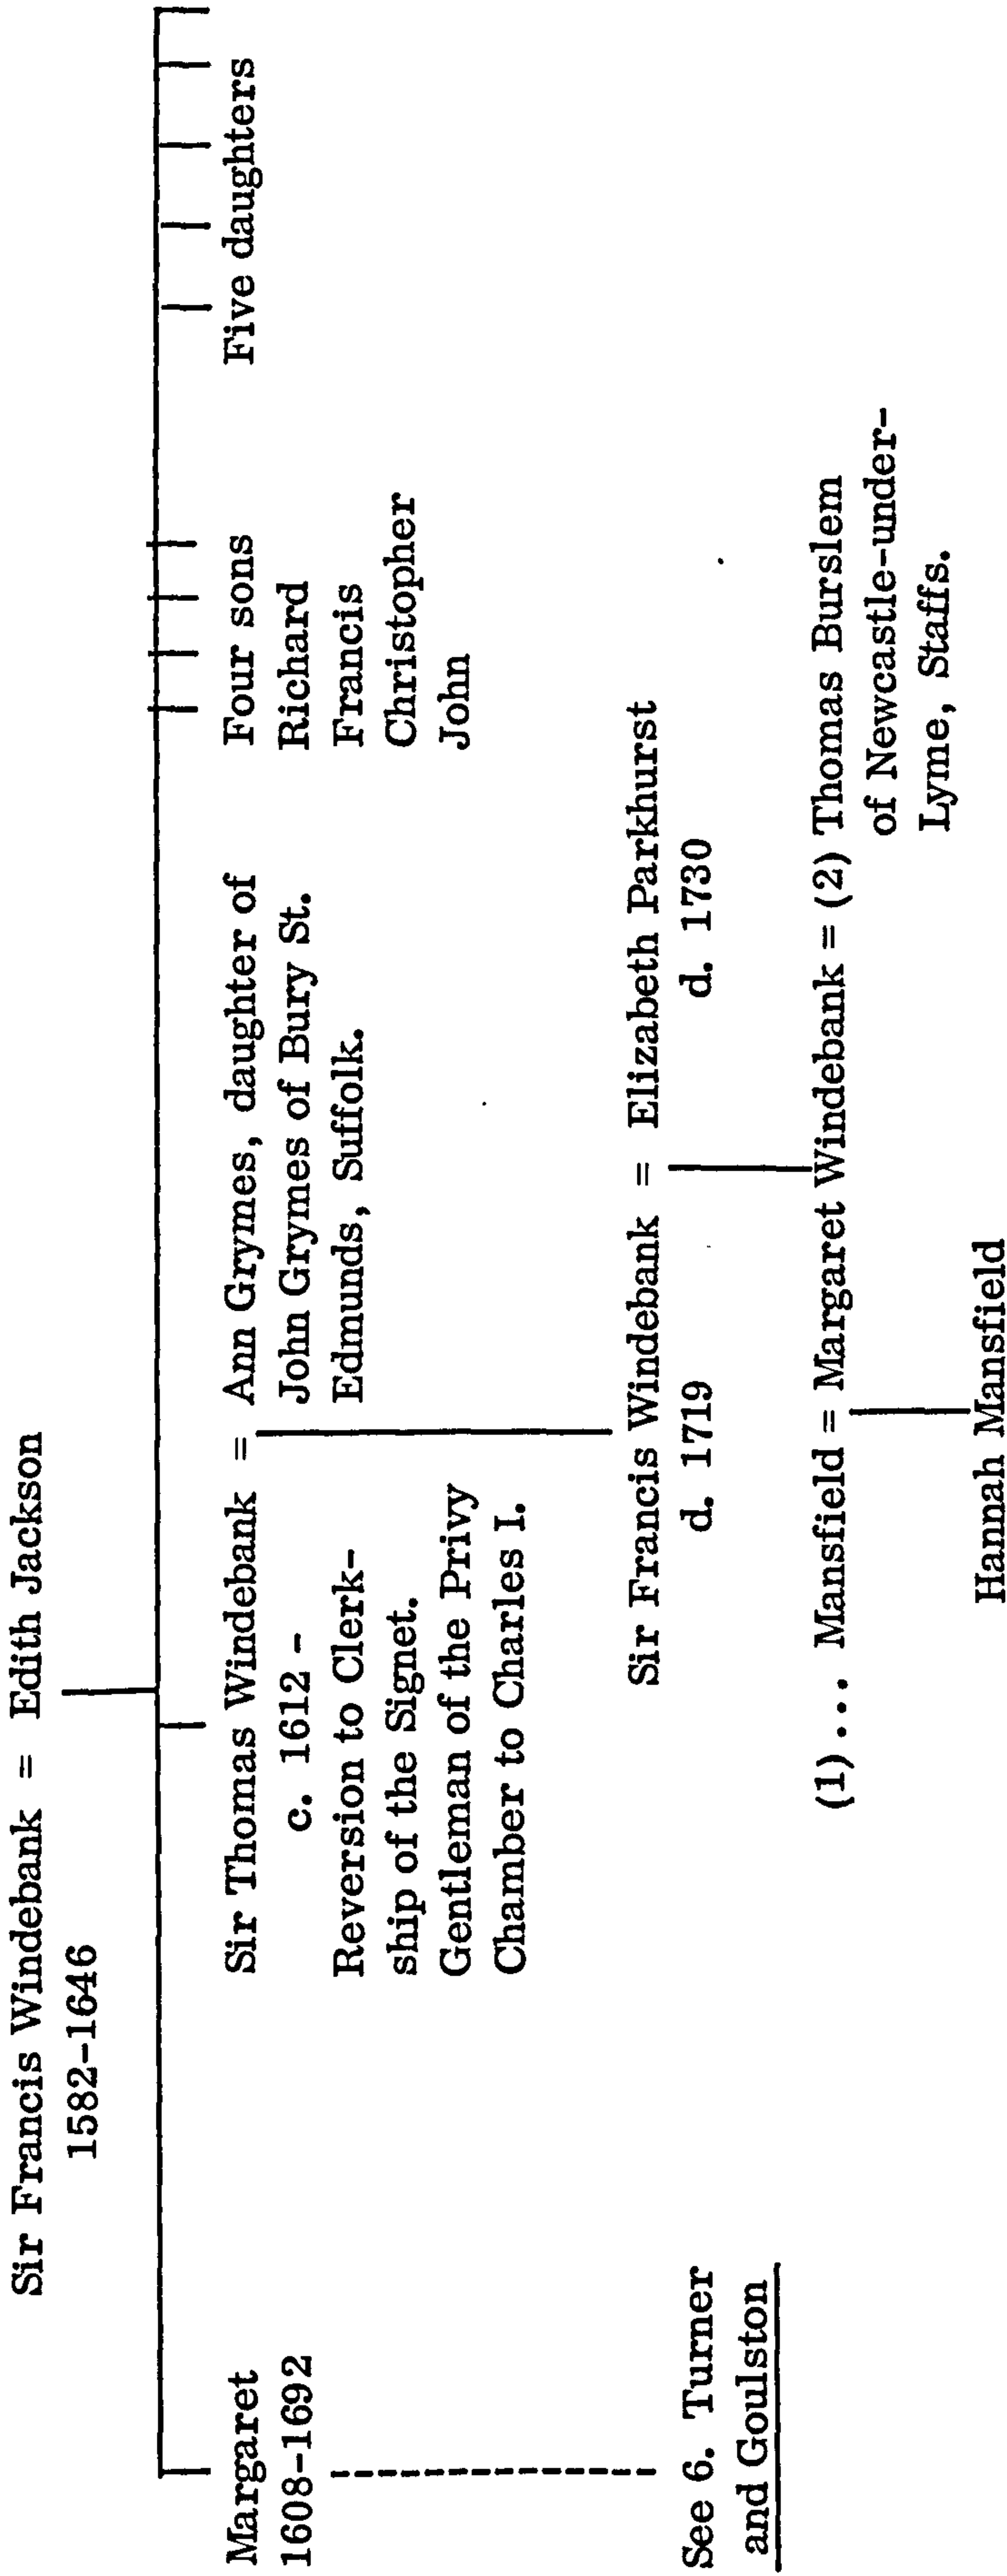 Sir Francis Windebank = Edith Jackson
1582-1646
Margaret
1608-1692
See 6. Turner
and Goulston
Sir Thomas Windebank = Ann Grymes, daughter of
John Grymes of Bury St.
Edmunds, Suffolk.
c. 1612 -
Reversion to Clerk-
ship of the Signet.
Gentleman of the Privy
Chamber to Charles I.
Four sons
Richard
Francis
Christopher
John
Five daughters
Sir Francis Windebank = Elizabeth Parkhurst
d. 1719 d. 1730
(1) ... Mansfield = Margaret Windebank = (2) Thomas Burslem
of Newcastle-under-
Lyme, Staffs.
Hannah Mansfield